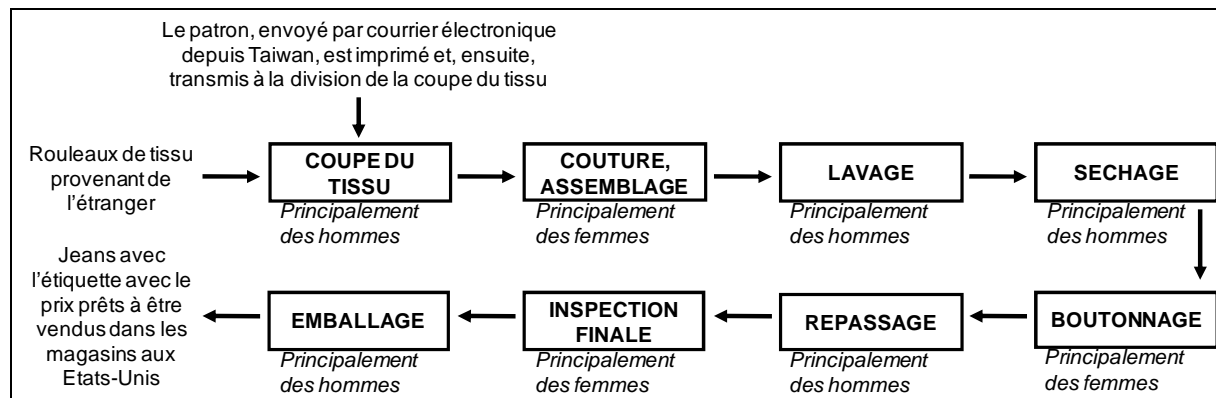 Le patron, envoyé par courrier électronique
depuis Taiwan, est imprimé et, ensuite,
transmis à la division de la coupe du tissu
Rouleaux de tissu
provenant de
l'étranger
COUPE DU
TISSU
Principalement
des hommes
COUTURE,
ASSEMBLAGE
Principalement
des femmes
LAVAGE
Principalement
des hommes
SECHAGE
Principalement
des hommes
BOUTONNAGE
Principalement
des femmes
REPASSAGE
Principalement
des hommes
INSPECTION
FINALE
Principalement
des femmes
EMBALLAGE
Principalement
des hommes
Jeans avec
l'étiquette avec le
prix prêts à être
vendus dans les
magasins aux
Etats-Unis